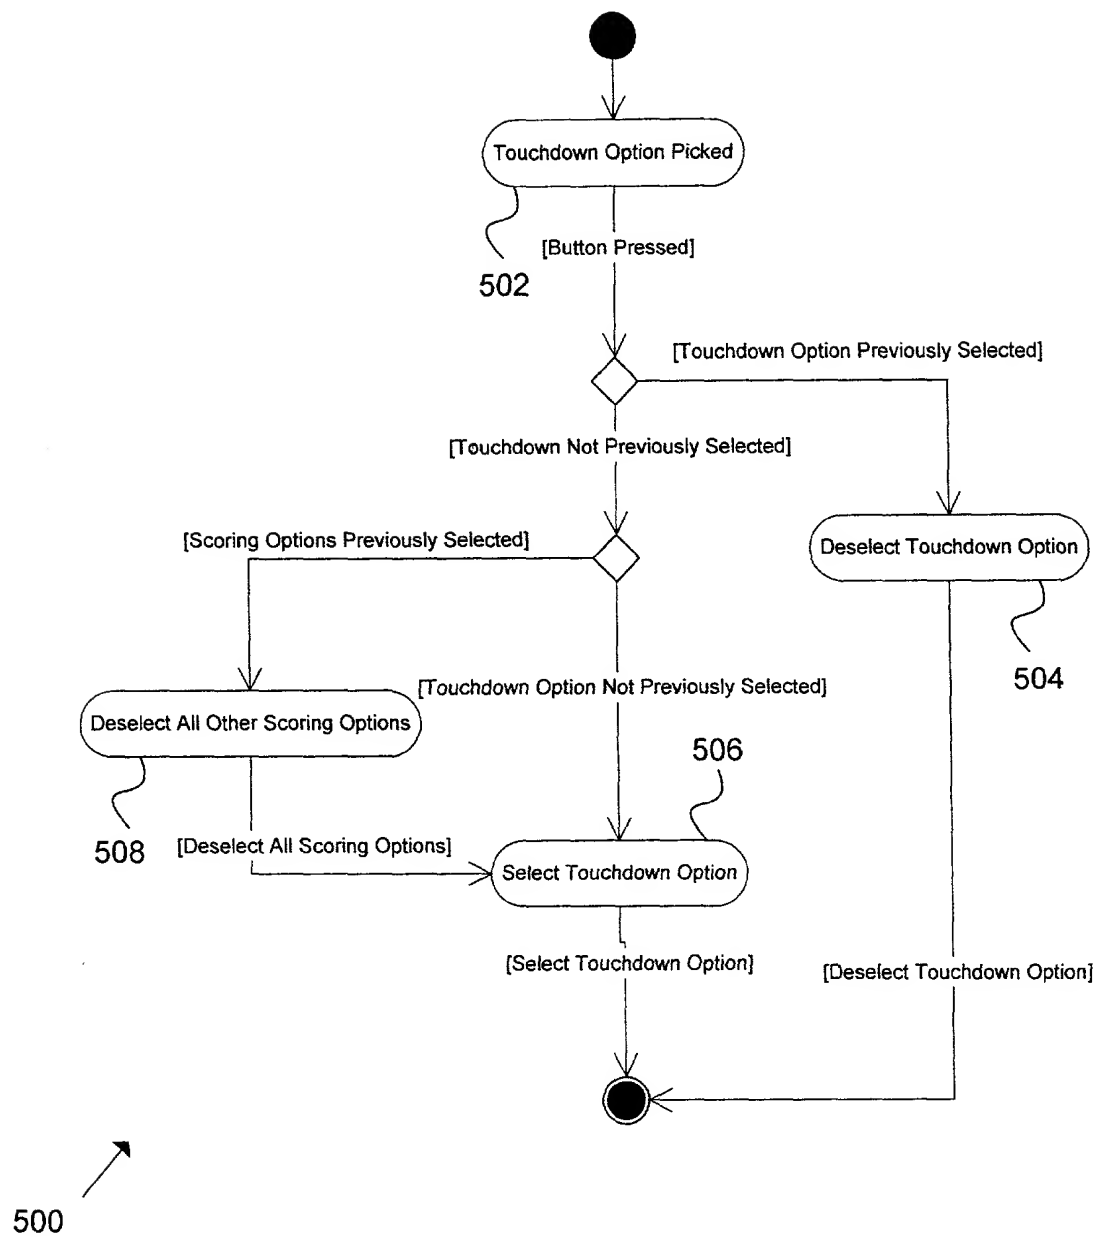 Touchdown Option Picked
[Button Pressed]
502
[Touchdown Option Previously Selected]
[Touchdown Not Previously Selected]
[Scoring Options Previously Selected]
Deselect Touchdown Option
504
[Touchdown Option Not Previously Selected]
Deselect All Other Scoring Options
506
508
[Deselect All Scoring Options]
Select Touchdown Option
[Select Touchdown Option]
[Deselect Touchdown Option]
500